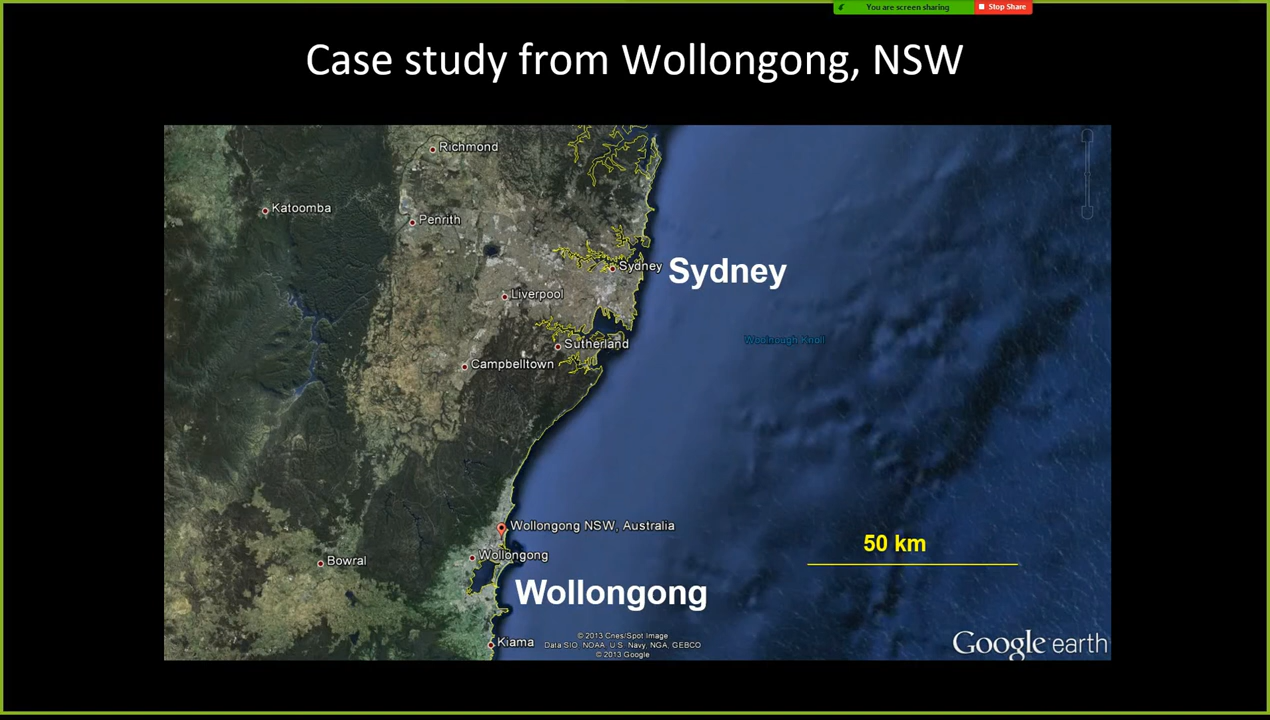 You are screen sharing
Stop Share
Case study from Wollongong, NSW
Richmond
Katoomba
Penrith
Sydney
Sydney
Liverpool
Woolnough Knoll
Sutherland
Campbelltown
Wollongong NSW, Australia
50 km
Wollongong
Bowral
Wollongong
Kiama
© 2013 Cnes/Spot Image
Data SIO, NOAA, U.S. Navy, NGA, GEBCO
© 2013 Google
Google earth